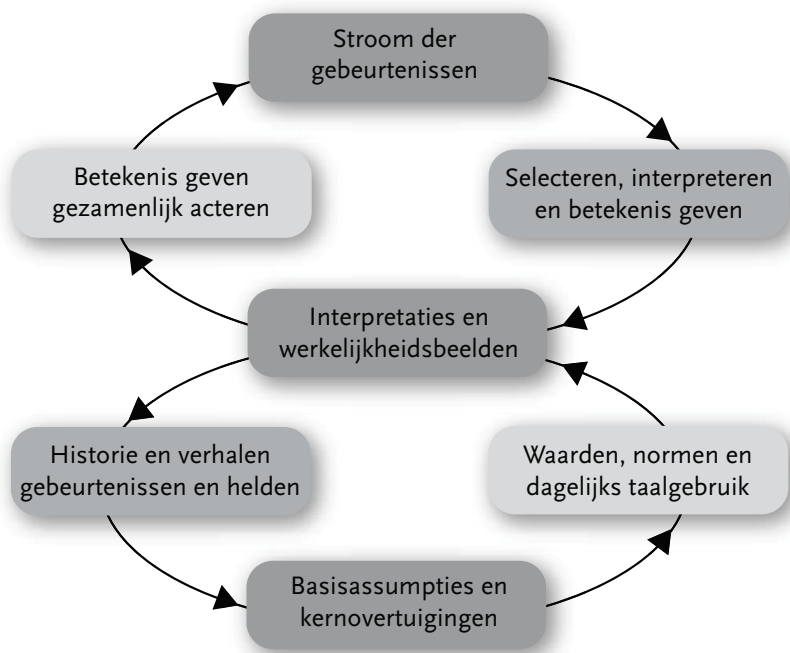 Stroom der
gebeurtenissen
Betekenis geven
gezamenlijk acteren
Selecteren, interpreteren
en betekenis geven
Interpretaties en
werkelijkheidsbeelden
Historie en verhalen
gebeurtenissen en helden
Waarden, normen en
dagelijks taalgebruik
Basisassumpties en
kernovertuigingen